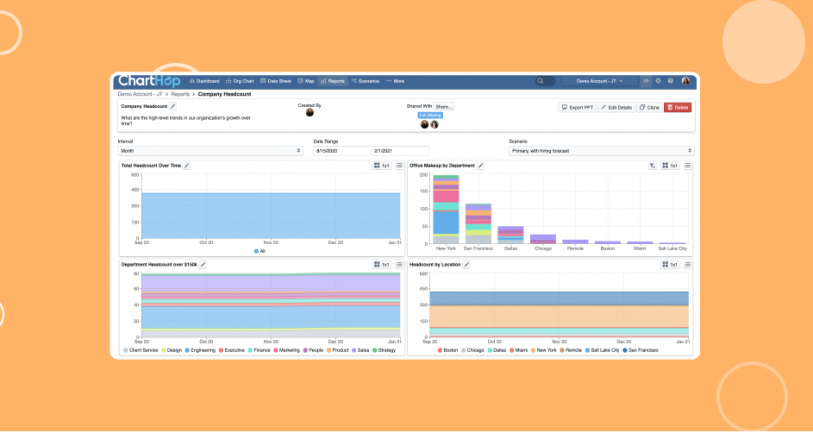 ChartHop Dashboard Org Chart Data Sheet Map Reports Scenarios More Demo Account - JT
Demo Account - JT > Reports > Company Headcount
Company Headcount Created By Shared With Share...
What are the high-level trends in our organization's growth over time? Export PPT Edit Details Clone Delete
Interval Date Range Scenario
Month 8/15/2020 2/1/2021 Primary, with hiring forecast
Total Headcount Over Time 1x1 Office Makeup by Department 1x1
600 200
450 150
300 100
150 50
0 0
Sep 20 Oct 20 Nov 20 Dec 20 Jan 21 New York San Francisco Dallas Chicago Remote Boston Miami Salt Lake City
All
Department Headcount over $150k 1x1 Headcount by Location 1x1
80 600
60 450
40 300
20 150
0 0
Sep 20 Oct 20 Nov 20 Dec 20 Jan 21 Sep 20 Oct 20 Nov 20 Dec 20 Jan 21
Client Service Design Engineering Executive Finance Marketing People Product Sales Strategy Boston Chicago Dallas Miami New York Remote Salt Lake City San Francisco